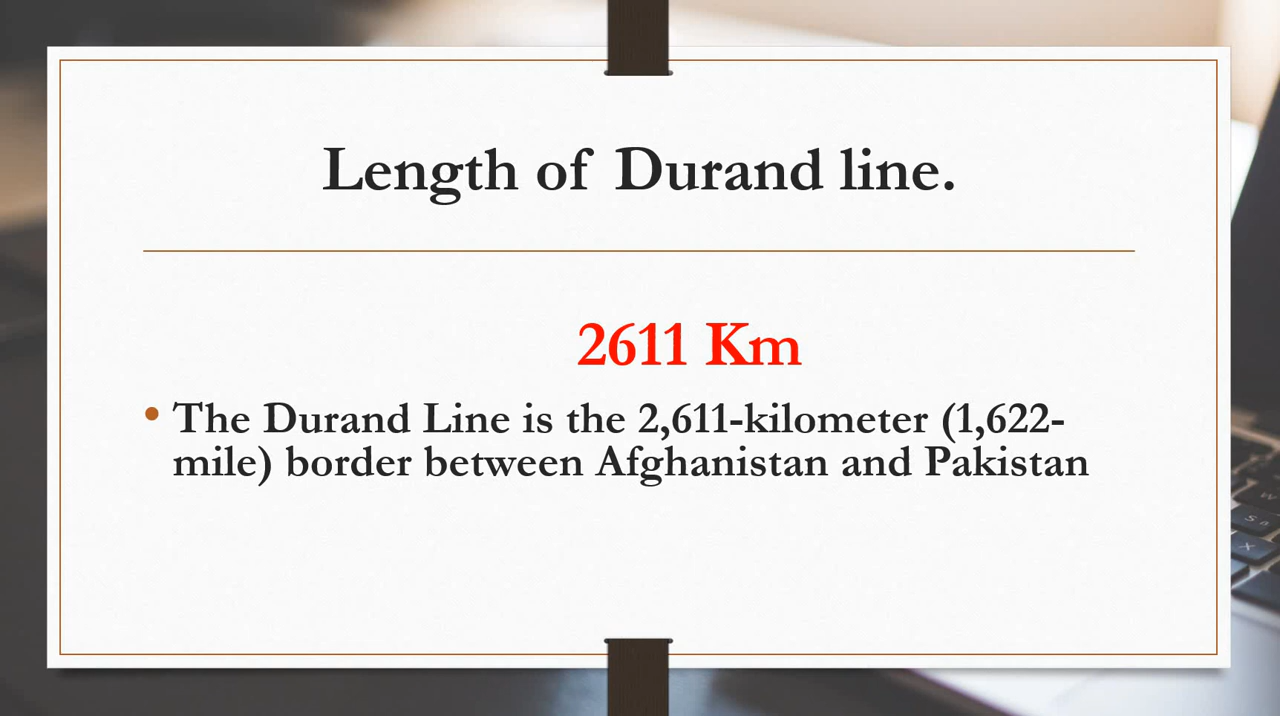 Length of Durand line.
2611 Km
• The Durand Line is the 2,611-kilometer (1,622-
mile) border between Afghanistan and Pakistan
W
S
X